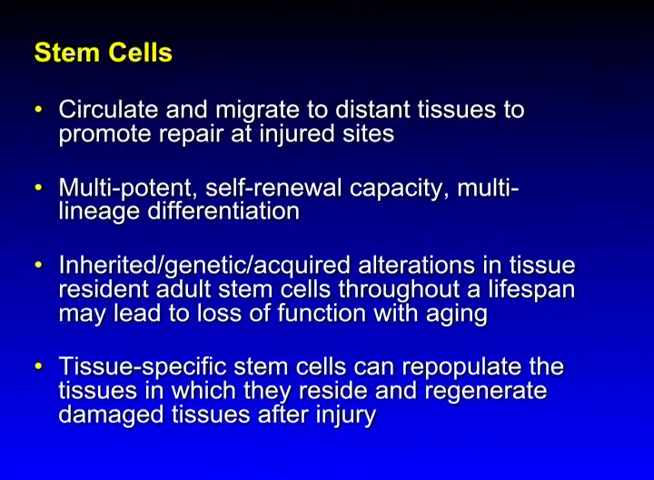 Stem Cells
• Circulate and migrate to distant tissues to
promote repair at injured sites
• Multi-potent, self-renewal capacity, multi-
lineage differentiation
• Inherited/genetic/acquired alterations in tissue
resident adult stem cells throughout a lifespan
may lead to loss of function with aging
• Tissue-specific stem cells can repopulate the
tissues in which they reside and regenerate
damaged tissues after injury